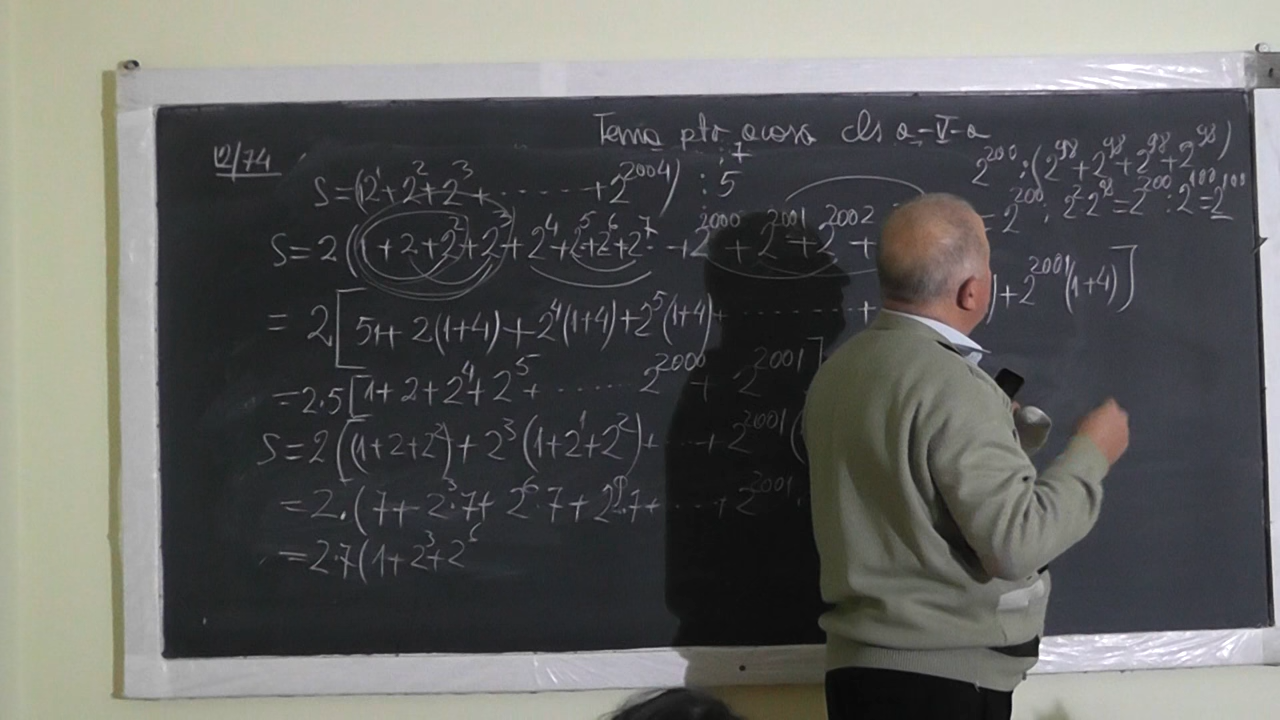 Tema ptr acasa cls a-V-a
12/74
S=(2¹+2²+2³+.......+2²⁰⁰⁴) ⋮ 5
⋮ 7
2²⁰⁰:(2⁹⁸+2⁹⁸+2⁹⁸+2⁹⁸)
=2²⁰⁰:2²·2⁹⁸=2²⁰⁰:2¹⁰⁰=2¹⁰⁰
S=2(1+2+2²+2³+2⁴+2⁵+2⁶+2⁷..+2²⁰⁰⁰+2²⁰⁰¹+2²⁰⁰²+
=2[5+2(1+4)+2⁴(1+4)+2⁵(1+4)+........+ )+2²⁰⁰¹(1+4)]
=2.5[1+2+2⁴+2⁵+......2²⁰⁰⁰+2²⁰⁰¹]
S=2((1+2+2²)+2³(1+2¹+2²)+...+2²⁰⁰¹(
=2.(7+2³.7+2⁶.7+2⁹.7+....+2²⁰⁰¹.
=2.7(1+2³+2⁶